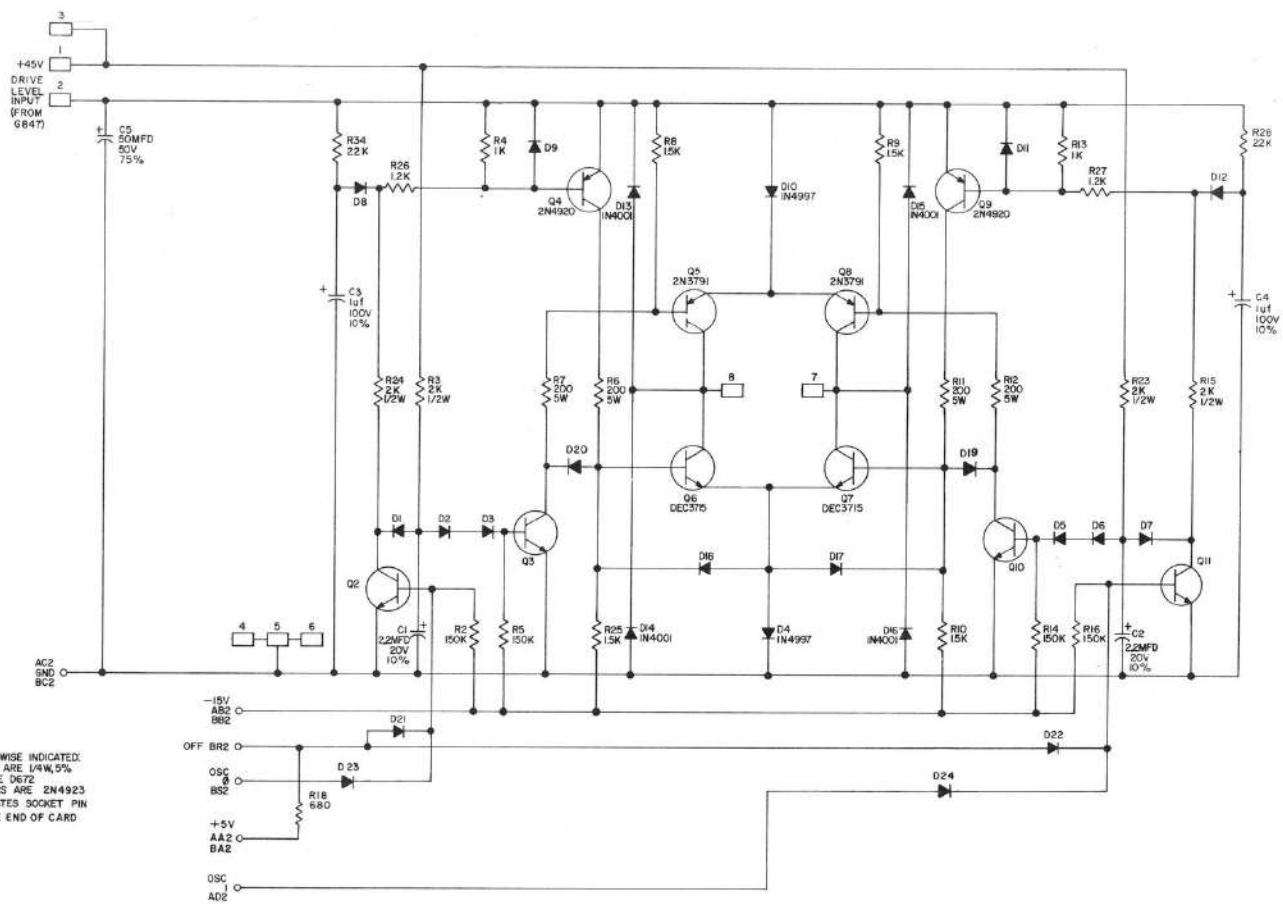 3
1
+45V
DRIVE
LEVEL
INPUT
(FROM
G847)
2
+
C5
50MFD
50V
75%
R34
22K
D8
R26
1.2K
R4
1K
D9
Q4
2N4920
D13
1N4001
R8
1.5K
D10
1N4997
R9
1.5K
D15
1N4001
Q9
2N4920
D11
R13
1K
R27
1.2K
D12
R28
22K
+
C3
1uf
100V
10%
Q5
2N3791
Q8
2N3791
+
C4
1uf
100V
10%
R24
2K
1/2W
R3
2K
1/2W
R7
200
5W
R6
200
5W
8
7
R11
200
5W
R12
200
5W
R23
2K
1/2W
R15
2K
1/2W
D20
Q6
DEC3715
Q7
DEC3715
D19
D1
D2
D3
Q3
D18
D17
Q10
D5
D6
D7
Q2
Q11
+
C1
2.2MFD
20V
10%
R2
150K
R5
150K
R25
1.5K
D14
1N4001
D4
1N4997
D16
1N4001
R10
1.5K
R14
150K
R16
150K
+
C2
2.2MFD
20V
10%
4
5
6
AC2
GND
BC2
-15V
AB2
BB2
D21
OFF BR2
D22
OSC
0
BS2
D23
D24
R18
680
+5V
AA2
BA2
OSC
1
AD2
WISE INDICATED:
ARE 1/4W,5%
E D672
S ARE 2N4923
TES SOCKET PIN
E END OF CARD